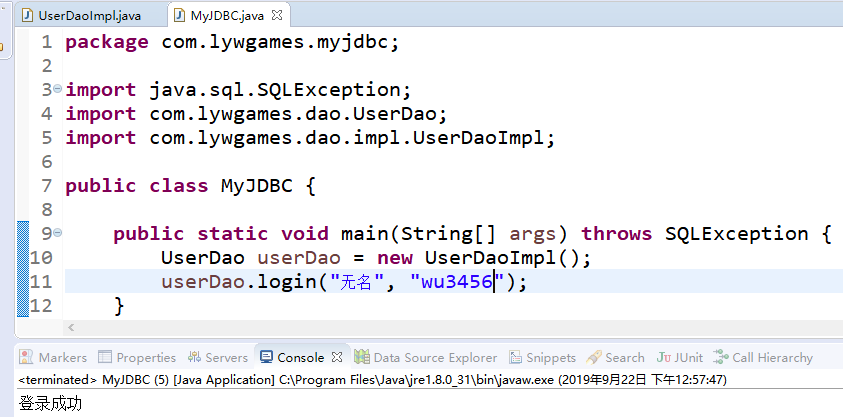 UserDaoImpl.java MyJDBC.java
1 package com.lywgames.myjdbc;
2
3 import java.sql.SQLException;
4 import com.lywgames.dao.UserDao;
5 import com.lywgames.dao.impl.UserDaoImpl;
6
7 public class MyJDBC {
8
9 public static void main(String[] args) throws SQLException {
10 UserDao userDao = new UserDaoImpl();
11 userDao.login("无名", "wu3456");
12 }
Markers Properties Servers Console Data Source Explorer Snippets Search JUnit Call Hierarchy
<terminated> MyJDBC (5) [Java Application] C:\Program Files\Java\jre1.8.0_31\bin\javaw.exe (2019年9月22日 下午12:57:47)
登录成功